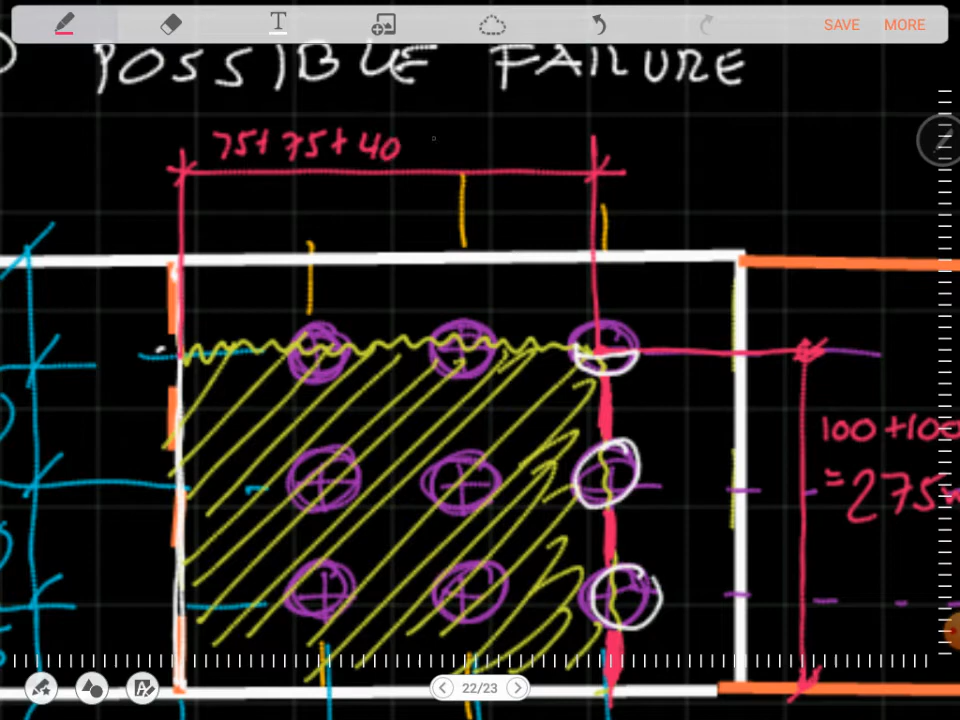 T
SAVE
MORE
POSSIBLE FAILURE
75+ 75+ 40
100+100
=275
22/23